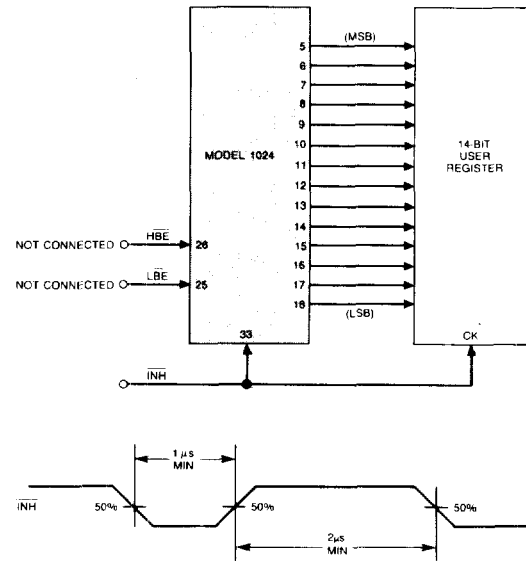 5
(MSB)
6
7
8
9
10
MODEL 1024
14-BIT
USER
REGISTER
11
12
13
14
NOT CONNECTED
HBE
26
15
16
NOT CONNECTED
LBE
25
17
18
(LSB)
33
CK
INH
1 µs
MIN
INH
50%
50%
50%
2µs
MIN